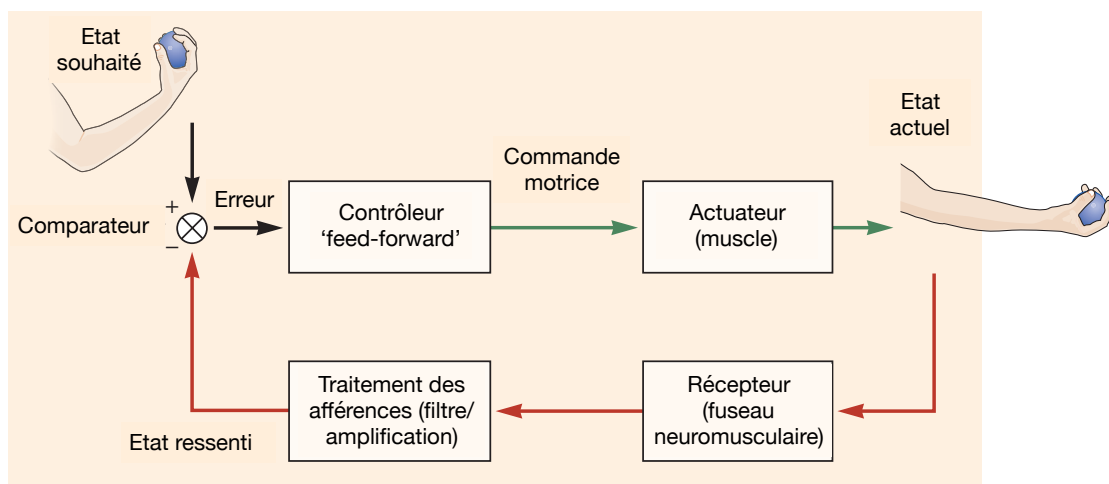 Etat
souhaité
Etat
actuel
Commande
motrice
Comparateur
+
−
Erreur
Contrôleur
‘feed-forward’
Actuateur
(muscle)
Traitement des
afférences (filtre/
amplification)
Récepteur
(fuseau
neuromusculaire)
Etat ressenti